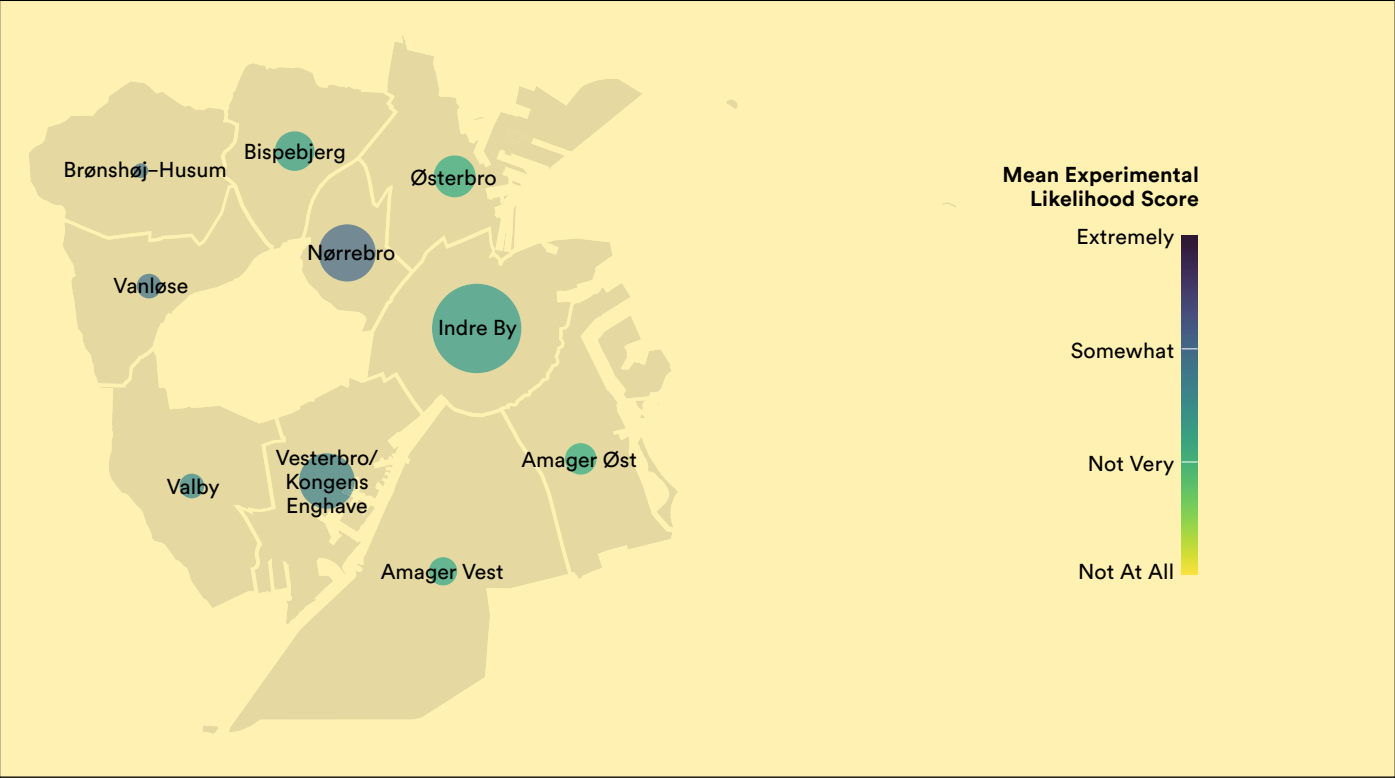 Bispebjerg
Brønshøj–Husum
Østerbro
Nørrebro
Vanløse
Indre By
Vesterbro/
Kongens
Enghave
Valby
Amager Øst
Amager Vest
Mean Experimental
Likelihood Score
Extremely
Somewhat
Not Very
Not At All